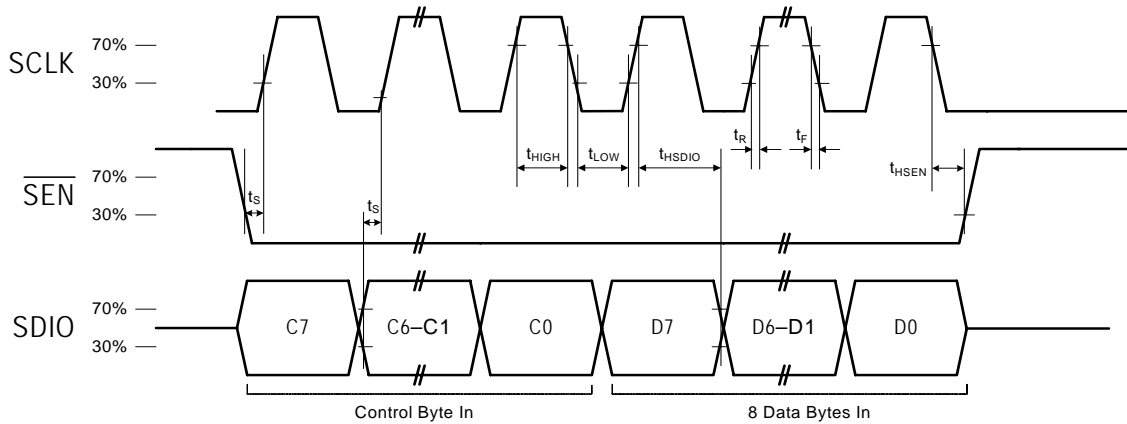 SCLK
70%
30%
tR
tF
tHIGH
tLOW
tHSDIO
tHSEN
SEN
70%
30%
tS
tS
SDIO
70%
30%
C7
C6–C1
C0
D7
D6–D1
D0
Control Byte In
8 Data Bytes In